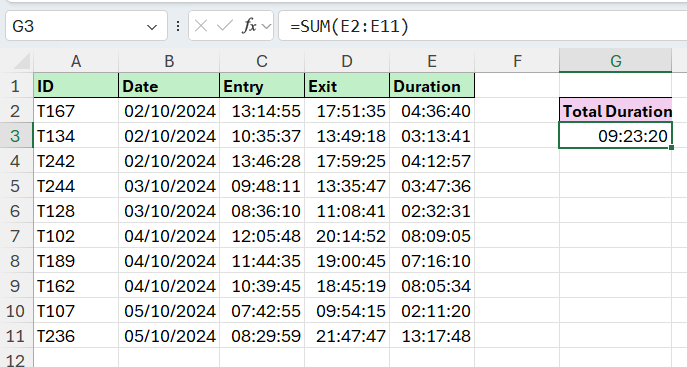 G3 fx =SUM(E2:E11)
A B C D E F G
1 ID Date Entry Exit Duration
2 T167 02/10/2024 13:14:55 17:51:35 04:36:40 Total Duration
3 T134 02/10/2024 10:35:37 13:49:18 03:13:41 09:23:20
4 T242 02/10/2024 13:46:28 17:59:25 04:12:57
5 T244 03/10/2024 09:48:11 13:35:47 03:47:36
6 T128 03/10/2024 08:36:10 11:08:41 02:32:31
7 T102 04/10/2024 12:05:48 20:14:52 08:09:05
8 T189 04/10/2024 11:44:35 19:00:45 07:16:10
9 T162 04/10/2024 10:39:45 18:45:19 08:05:34
10 T107 05/10/2024 07:42:55 09:54:15 02:11:20
11 T236 05/10/2024 08:29:59 21:47:47 13:17:48
12